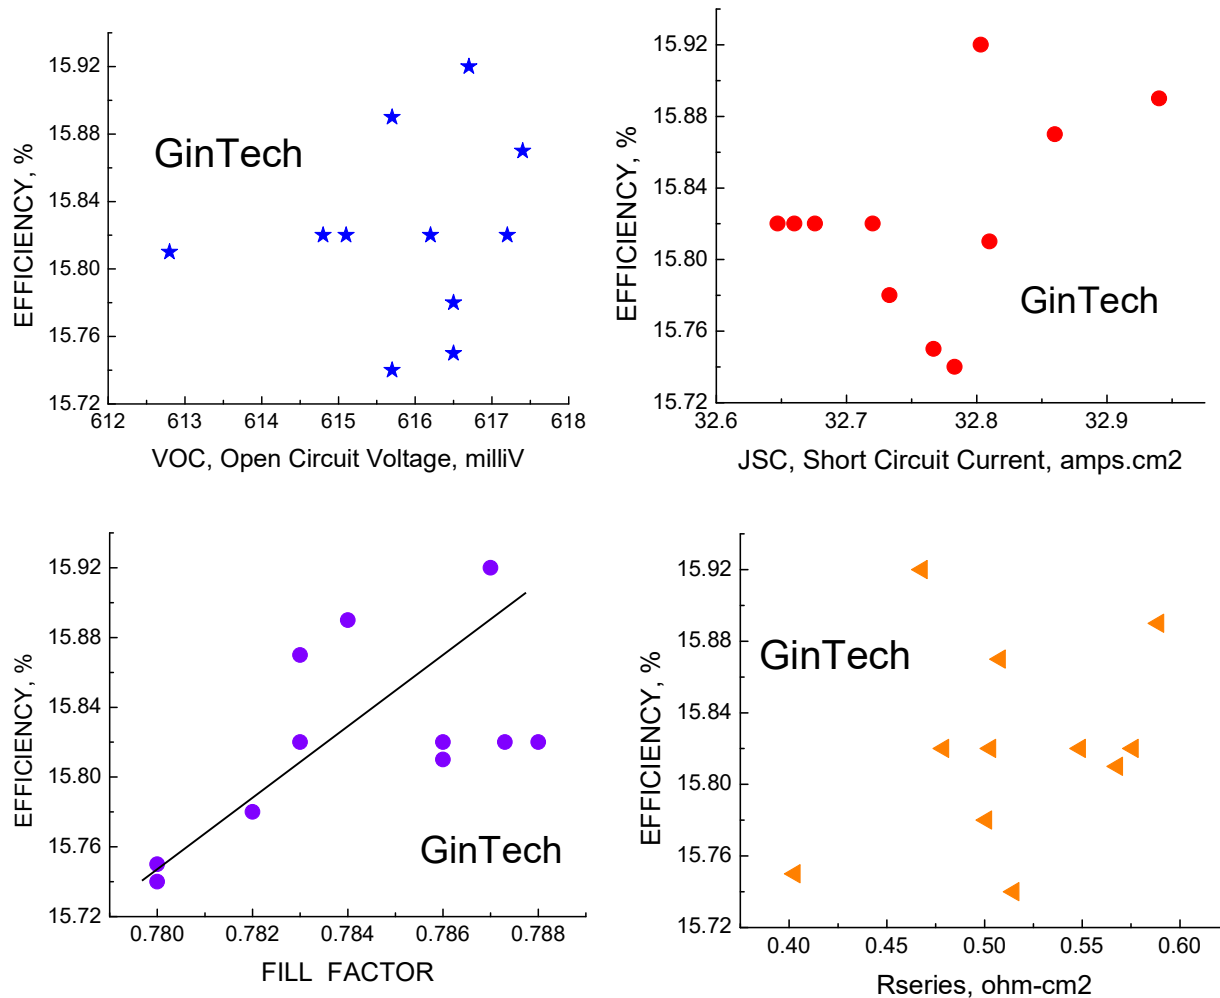 15.92
15.88
15.84
15.80
15.76
15.72
EFFICIENCY, %
GinTech
612 613 614 615 616 617 618
VOC, Open Circuit Voltage, milliV
15.92
15.88
15.84
15.80
15.76
15.72
EFFICIENCY, %
GinTech
32.6 32.7 32.8 32.9
JSC, Short Circuit Current, amps.cm2
15.92
15.88
15.84
15.80
15.76
15.72
EFFICIENCY, %
GinTech
0.780 0.782 0.784 0.786 0.788
FILL FACTOR
15.92
15.88
15.84
15.80
15.76
15.72
EFFICIENCY, %
GinTech
0.40 0.45 0.50 0.55 0.60
Rseries, ohm-cm2